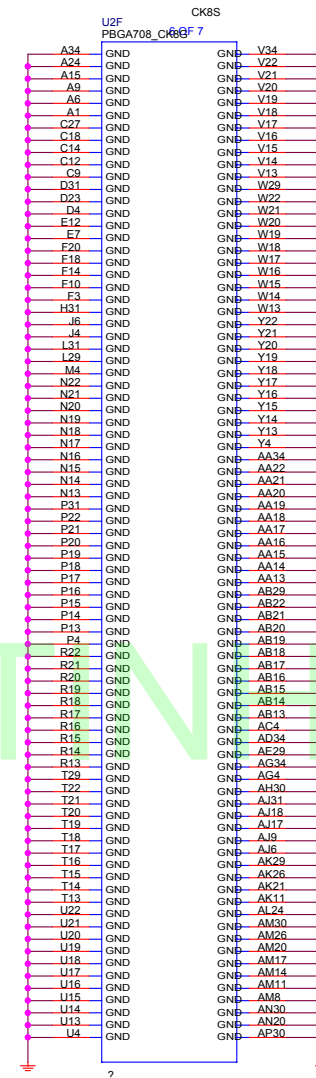 CK8S
U2F
PBGA708_CK8S 6 OF 7
A34 GND GND V34
A24 GND GND V22
A15 GND GND V21
A9 GND GND V20
A6 GND GND V19
A1 GND GND V18
C27 GND GND V17
C18 GND GND V16
C14 GND GND V15
C12 GND GND V14
C9 GND GND V13
D31 GND GND W29
D23 GND GND W22
D4 GND GND W21
E12 GND GND W20
E7 GND GND W19
F20 GND GND W18
F18 GND GND W17
F14 GND GND W16
F10 GND GND W15
F3 GND GND W14
H31 GND GND W13
J6 GND GND Y22
J4 GND GND Y21
L31 GND GND Y20
L29 GND GND Y19
M4 GND GND Y18
N22 GND GND Y17
N21 GND GND Y16
N20 GND GND Y15
N19 GND GND Y14
N18 GND GND Y13
N17 GND GND Y4
N16 GND GND AA34
N15 GND GND AA22
N14 GND GND AA21
N13 GND GND AA20
P31 GND GND AA19
P22 GND GND AA18
P21 GND GND AA17
P20 GND GND AA16
P19 GND GND AA15
P18 GND GND AA14
P17 GND GND AA13
P16 GND GND AB29
P15 GND GND AB22
P14 GND GND AB21
P13 GND GND AB20
P4 GND GND AB19
R22 GND GND AB18
R21 GND GND AB17
R20 GND GND AB16
R19 GND GND AB15
R18 GND GND AB14
R17 GND GND AB13
R16 GND GND AC4
R15 GND GND AD34
R14 GND GND AE29
R13 GND GND AG34
T29 GND GND AG4
T22 GND GND AH30
T21 GND GND AJ31
T20 GND GND AJ18
T19 GND GND AJ17
T18 GND GND AJ9
T17 GND GND AJ6
T16 GND GND AK29
T15 GND GND AK26
T14 GND GND AK21
T13 GND GND AK11
U22 GND GND AL24
U21 GND GND AM30
U20 GND GND AM26
U19 GND GND AM20
U18 GND GND AM17
U17 GND GND AM14
U16 GND GND AM11
U15 GND GND AM8
U14 GND GND AN30
U13 GND GND AN20
U4 GND GND AP30
?